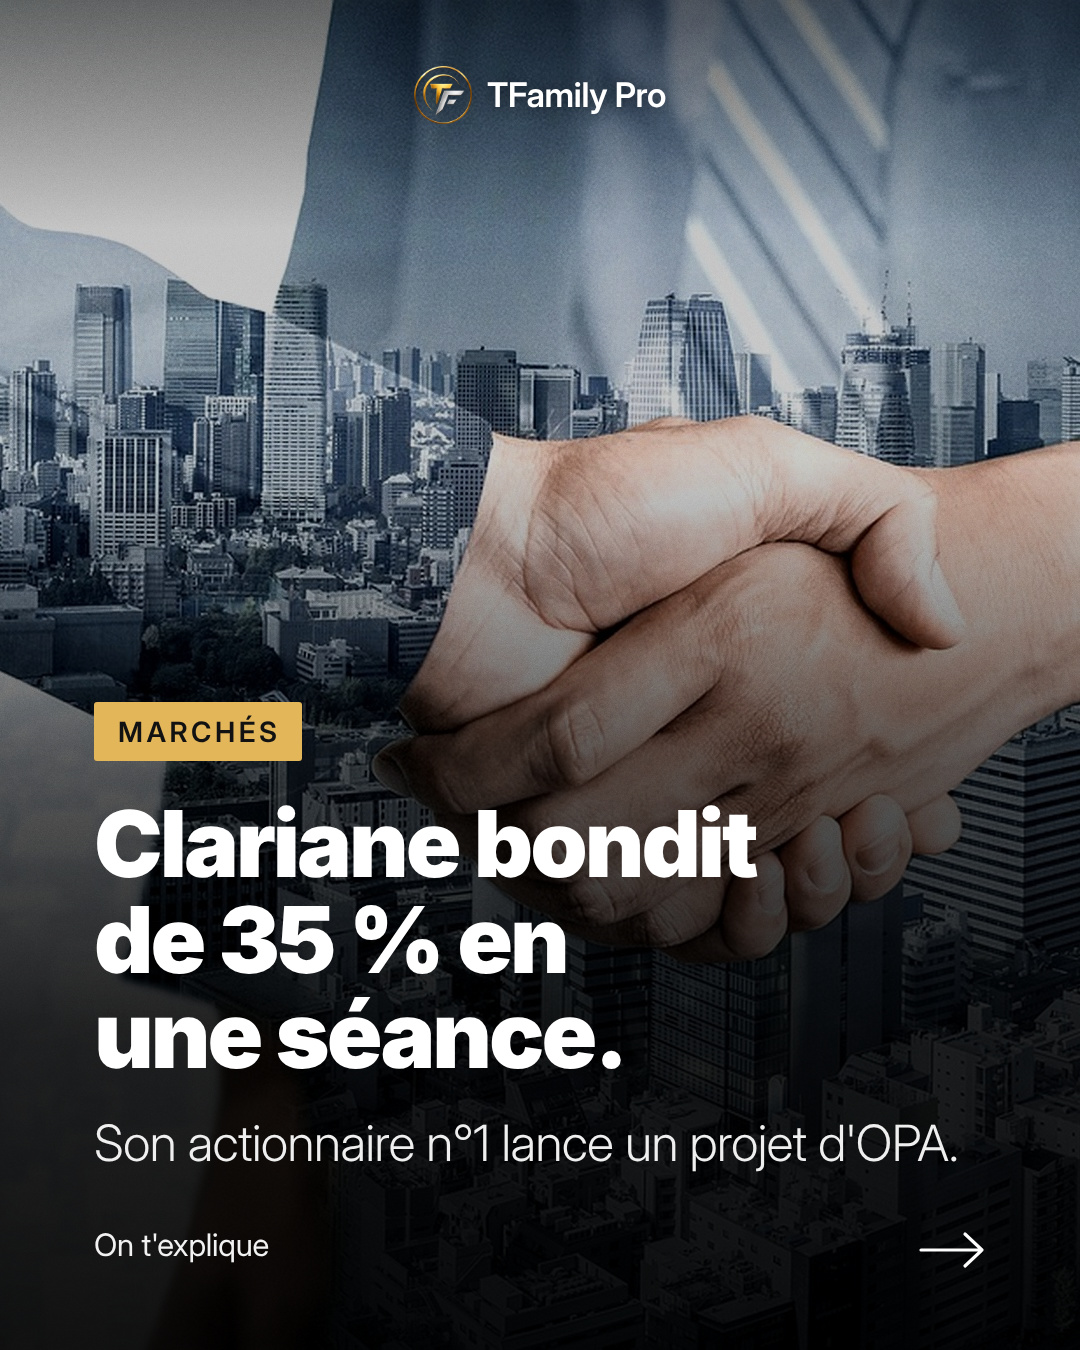 TF TFamily Pro
MARCHÉS
Clariane bondit
de 35 % en
une séance.
Son actionnaire n°1 lance un projet d'OPA.
On t'explique